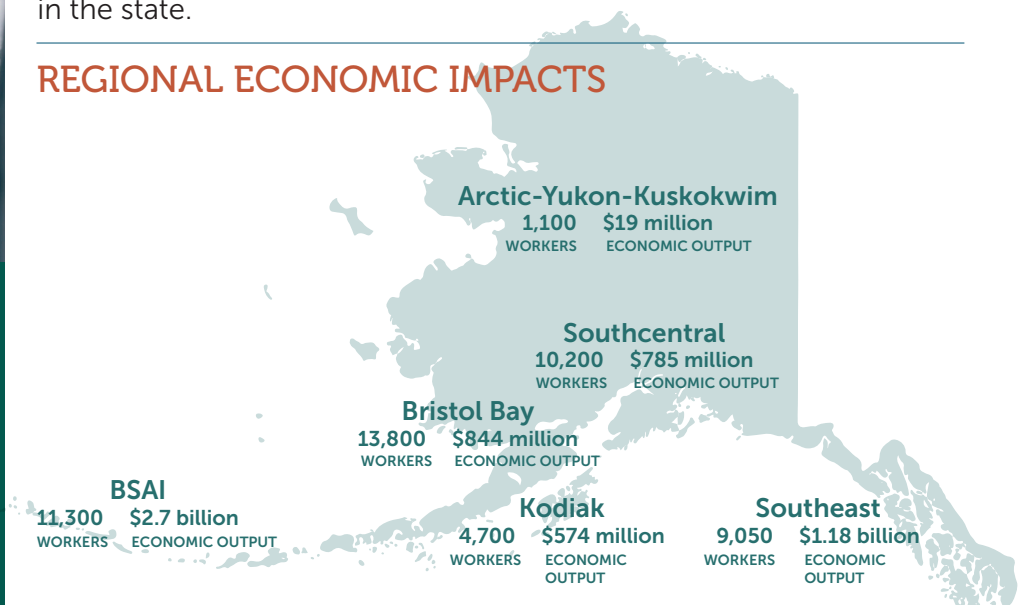 in the state.
REGIONAL ECONOMIC IMPACTS
Arctic-Yukon-Kuskokwim
1,100 $19 million
WORKERS ECONOMIC OUTPUT
Southcentral
10,200 $785 million
WORKERS ECONOMIC OUTPUT
Bristol Bay
13,800 $844 million
WORKERS ECONOMIC OUTPUT
BSAI
11,300 $2.7 billion
WORKERS ECONOMIC OUTPUT
Kodiak
4,700 $574 million
WORKERS ECONOMIC
OUTPUT
Southeast
9,050 $1.18 billion
WORKERS ECONOMIC
OUTPUT